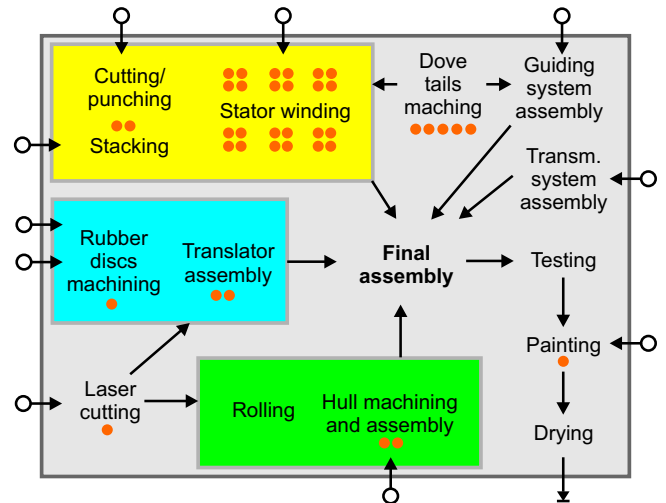 Cutting/
punching
Stacking
Stator winding
Dove
tails
maching
Guiding
system
assembly
Transm.
system
assembly
Rubber
discs
machining
Translator
assembly
Final
assembly
Testing
Painting
Drying
Laser
cutting
Rolling
Hull machining
and assembly